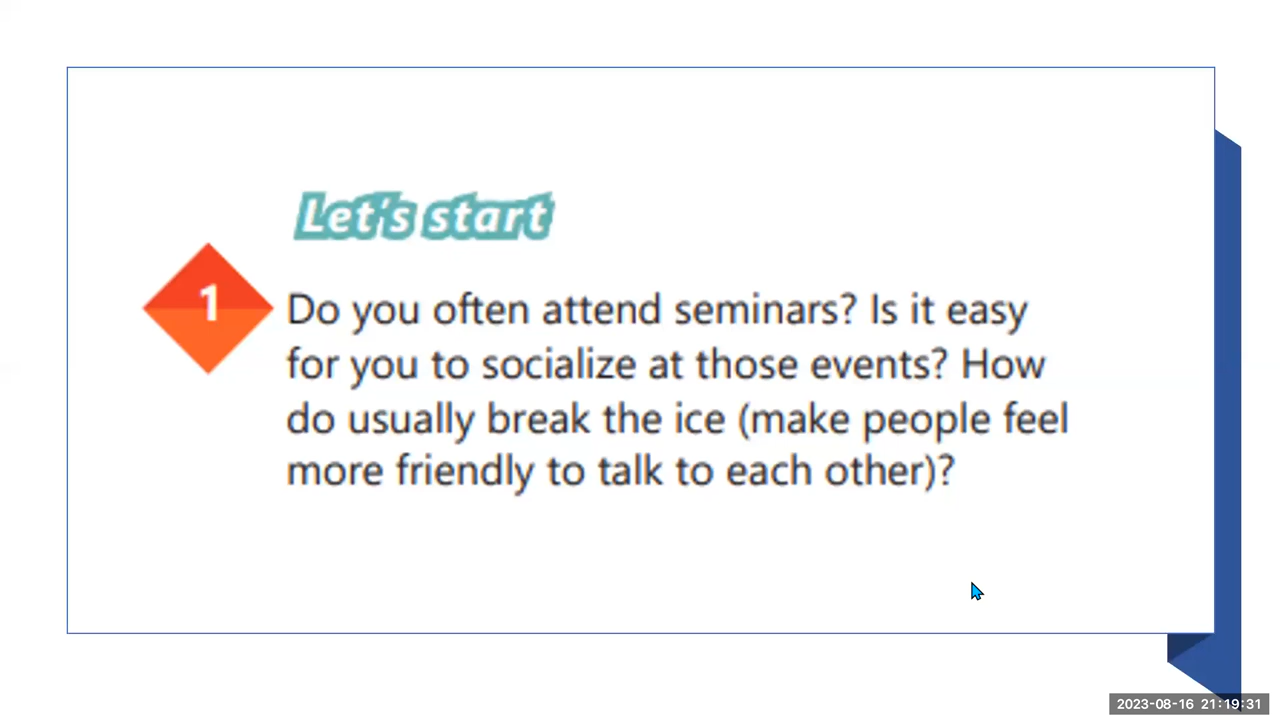 Let's start
1
Do you often attend seminars? Is it easy
for you to socialize at those events? How
do usually break the ice (make people feel
more friendly to talk to each other)?
2023-08-16 21:19:31